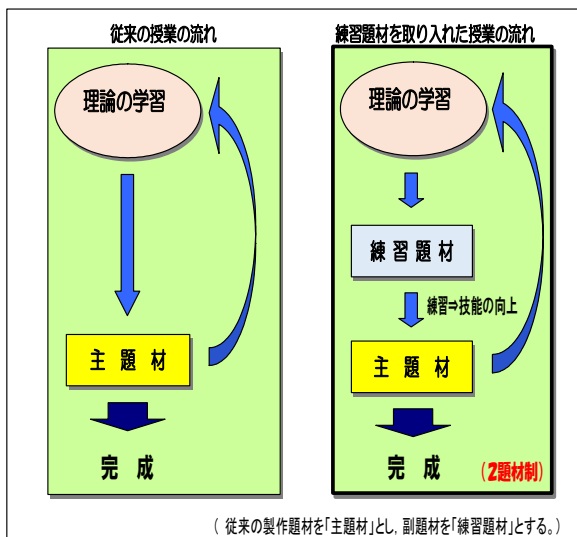 従来の授業の流れ
理論の学習
主題材
完成
練習題材を取り入れた授業の流れ
理論の学習
練習題材
練習⇒技能の向上
主題材
完成
(2題材制)
( 従来の製作題材を「主題材」とし, 副題材を「練習題材」とする。)